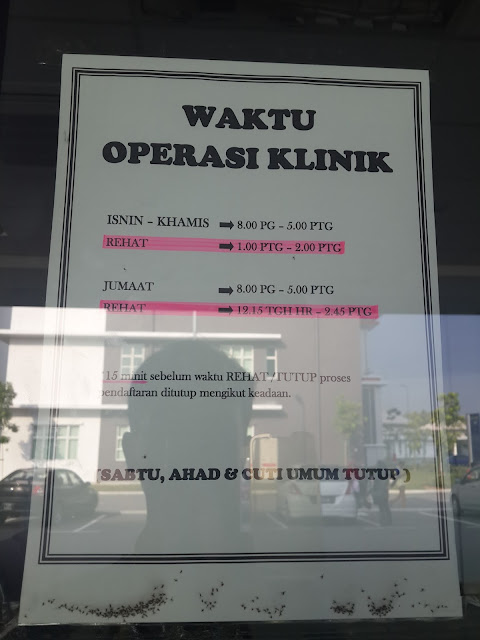 WAKTU
OPERASI KLINIK
ISNIN – KHAMIS ➡ 8.00 PG – 5.00 PTG
REHAT ➡ 1.00 PTG – 2.00 PTG
JUMAAT ➡ 8.00 PG – 5.00 PTG
REHAT ➡ 12.15 TGH HR – 2.45 PTG
*15 minit sebelum waktu REHAT/TUTUP proses
pendaftaran ditutup mengikut keadaan.
(SABTU, AHAD & CUTI UMUM TUTUP)